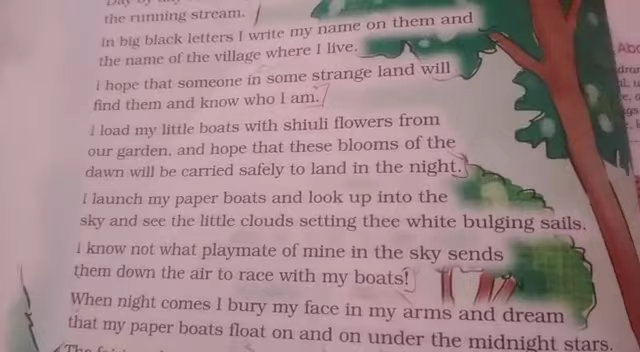 Day by day
the running stream.
in big black letters I write my name on them and
the name of the village where I live.
I hope that someone in some strange land will
find them and know who I am.
I load my little boats with shiuli flowers from
our garden, and hope that these blooms of the
dawn will be carried safely to land in the night.
I launch my paper boats and look up into the
sky and see the little clouds setting thee white bulging sails.
I know not what playmate of mine in the sky sends
them down the air to race with my boats!
When night comes I bury my face in my arms and dream
that my paper boats float on and on under the midnight stars.
The